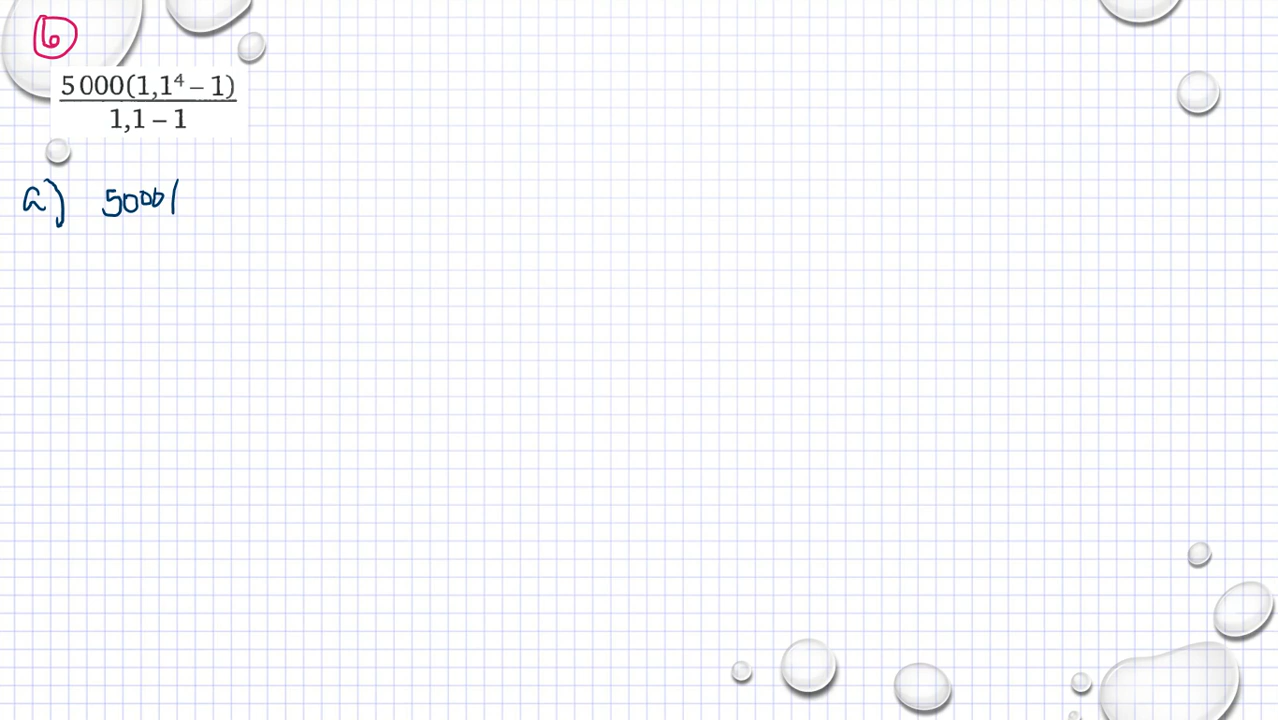 6
5 000(1,1⁴ – 1)
1,1 – 1
a) 5000(